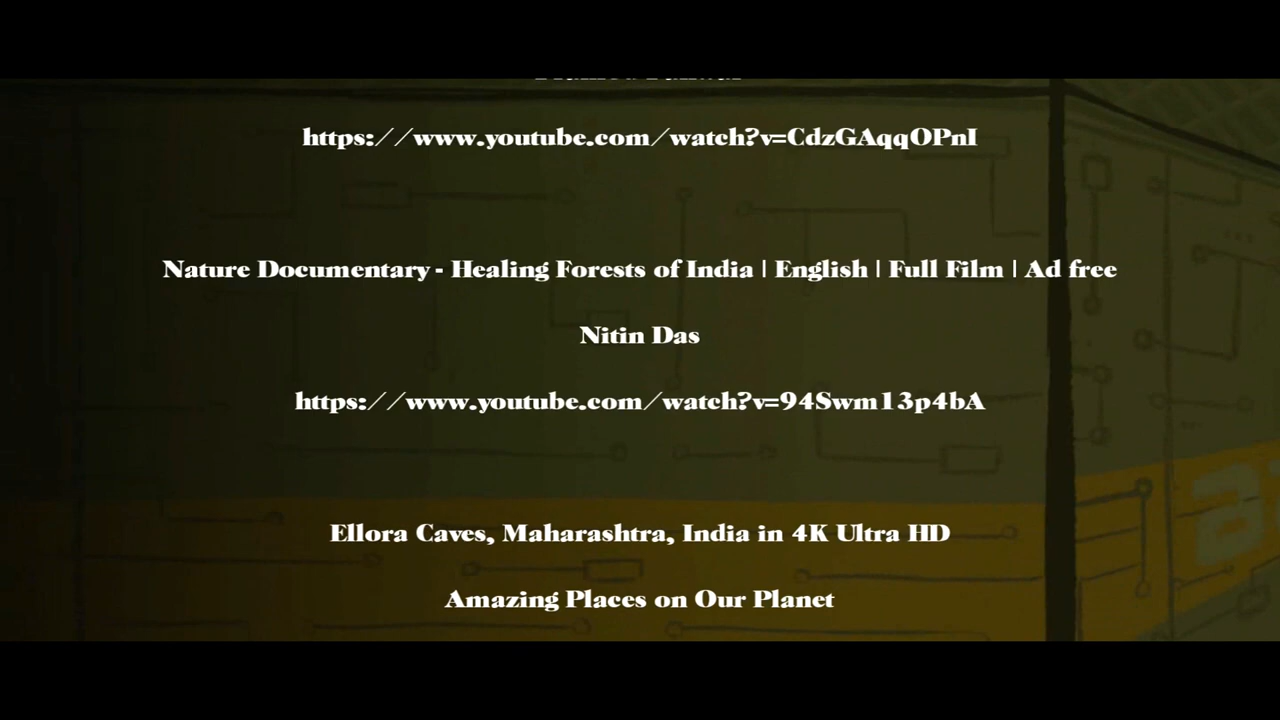 https://www.youtube.com/watch?v=CdzGAqqOPnI
Nature Documentary - Healing Forests of India | English | Full Film | Ad free
Nitin Das
https://www.youtube.com/watch?v=94Swm13p4bA
Ellora Caves, Maharashtra, India in 4K Ultra HD
Amazing Places on Our Planet